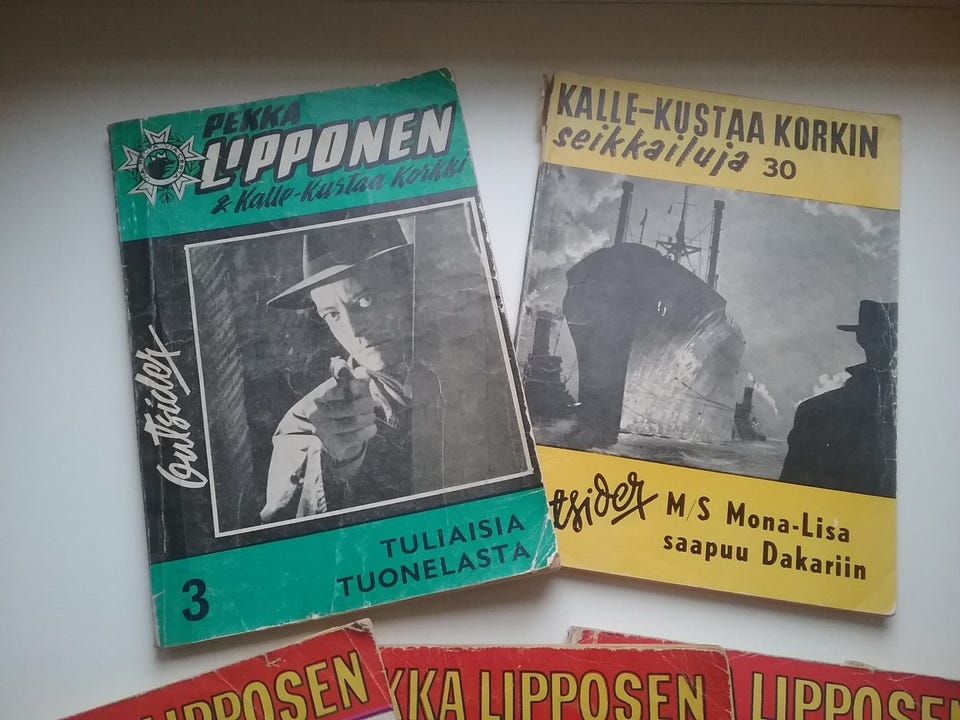 PEKKA
LIPPONEN
& Kalle-Kustaa Korkki
Outsider
TULIAISIA
TUONELASTA
3
KALLE-KUSTAA KORKIN
seikkailuja 30
tsider M/S Mona-Lisa
saapuu Dakariin
LIPPOSEN
KKA LIPPOSEN
LIPPOSEN